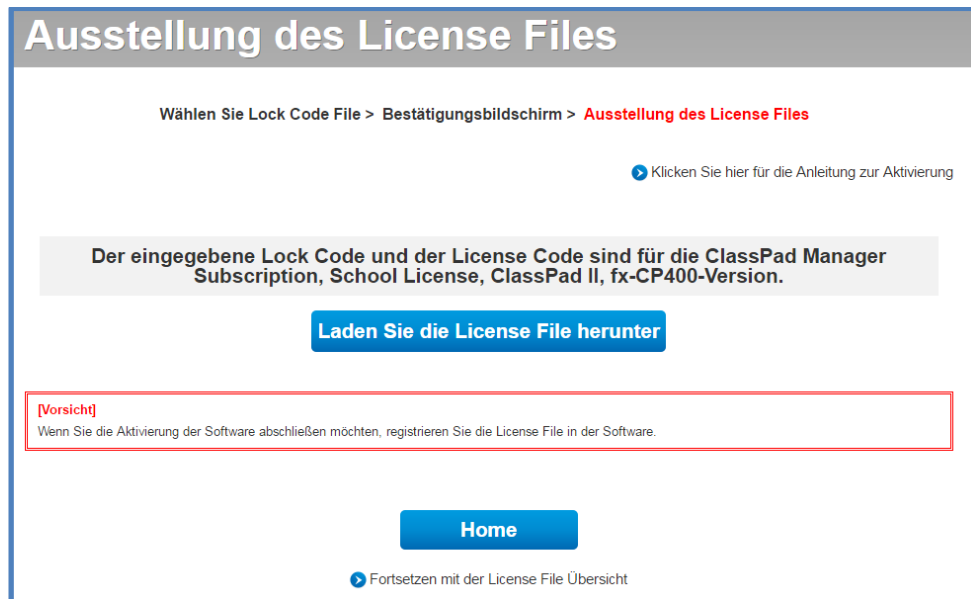 Ausstellung des License Files
Wählen Sie Lock Code File > Bestätigungsbildschirm > Ausstellung des License Files
Klicken Sie hier für die Anleitung zur Aktivierung
Der eingegebene Lock Code und der License Code sind für die ClassPad Manager
Subscription, School License, ClassPad II, fx-CP400-Version.
Laden Sie die License File herunter
[Vorsicht]
Wenn Sie die Aktivierung der Software abschließen möchten, registrieren Sie die License File in der Software.
Home
Fortsetzen mit der License File Übersicht